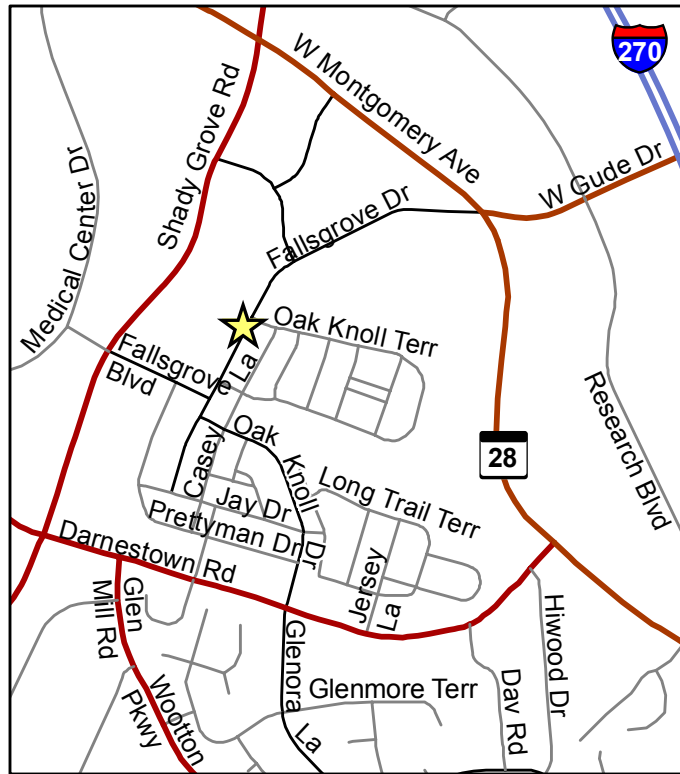 270
W Montgomery Ave
Shady Grove Rd
Medical Center Dr
W Gude Dr
Fallsgrove Dr
Oak Knoll Terr
Fallsgrove
Blvd
Casey La
Research Blvd
28
Oak Knoll Dr
Long Trail Terr
Jay Dr
Prettyman Dr
Darnestown Rd
Jersey
La
Glen
Mill Rd
Hiwood Dr
Glenora La
Glenmore Terr
Dav Rd
Wootton
Pkwy